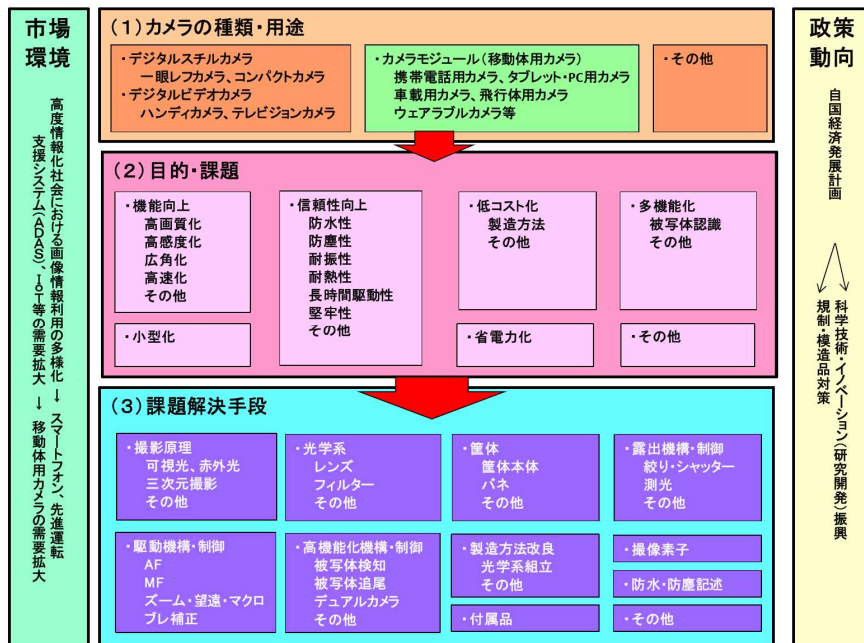 市場
環境
高度情報化社会における画像情報利用の多様化 → スマートフォン、先進運転
支援システム(ADAS)、IoT等の需要拡大 → 移動体用カメラの需要拡大
(1)カメラの種類・用途
・デジタルスチルカメラ
一眼レフカメラ、コンパクトカメラ
・デジタルビデオカメラ
ハンディカメラ、テレビジョンカメラ
・カメラモジュール(移動体用カメラ)
携帯電話用カメラ、タブレット・PC用カメラ
車載用カメラ、飛行体用カメラ
ウェアラブルカメラ等
・その他
(2)目的・課題
・機能向上
高画質化
高感度化
広角化
高速化
その他
・小型化
・信頼性向上
防水性
防塵性
耐振性
耐熱性
長時間駆動性
堅牢性
その他
・低コスト化
製造方法
その他
・省電力化
・多機能化
被写体認識
その他
・その他
(3)課題解決手段
・撮影原理
可視光、赤外光
三次元撮影
その他
・光学系
レンズ
フィルター
その他
・筐体
筐体本体
バネ
その他
・露出機構・制御
絞り・シャッター
測光
その他
・駆動機構・制御
AF
MF
ズーム・望遠・マクロ
ブレ補正
・高機能化機構・制御
被写体検知
被写体追尾
デュアルカメラ
その他
・製造方法改良
光学系組立
その他
・付属品
・撮像素子
・防水・防塵記述
・その他
政策
動向
自国経済発展計画
科学技術・イノベーション(研究開発)振興
規制・模造品対策